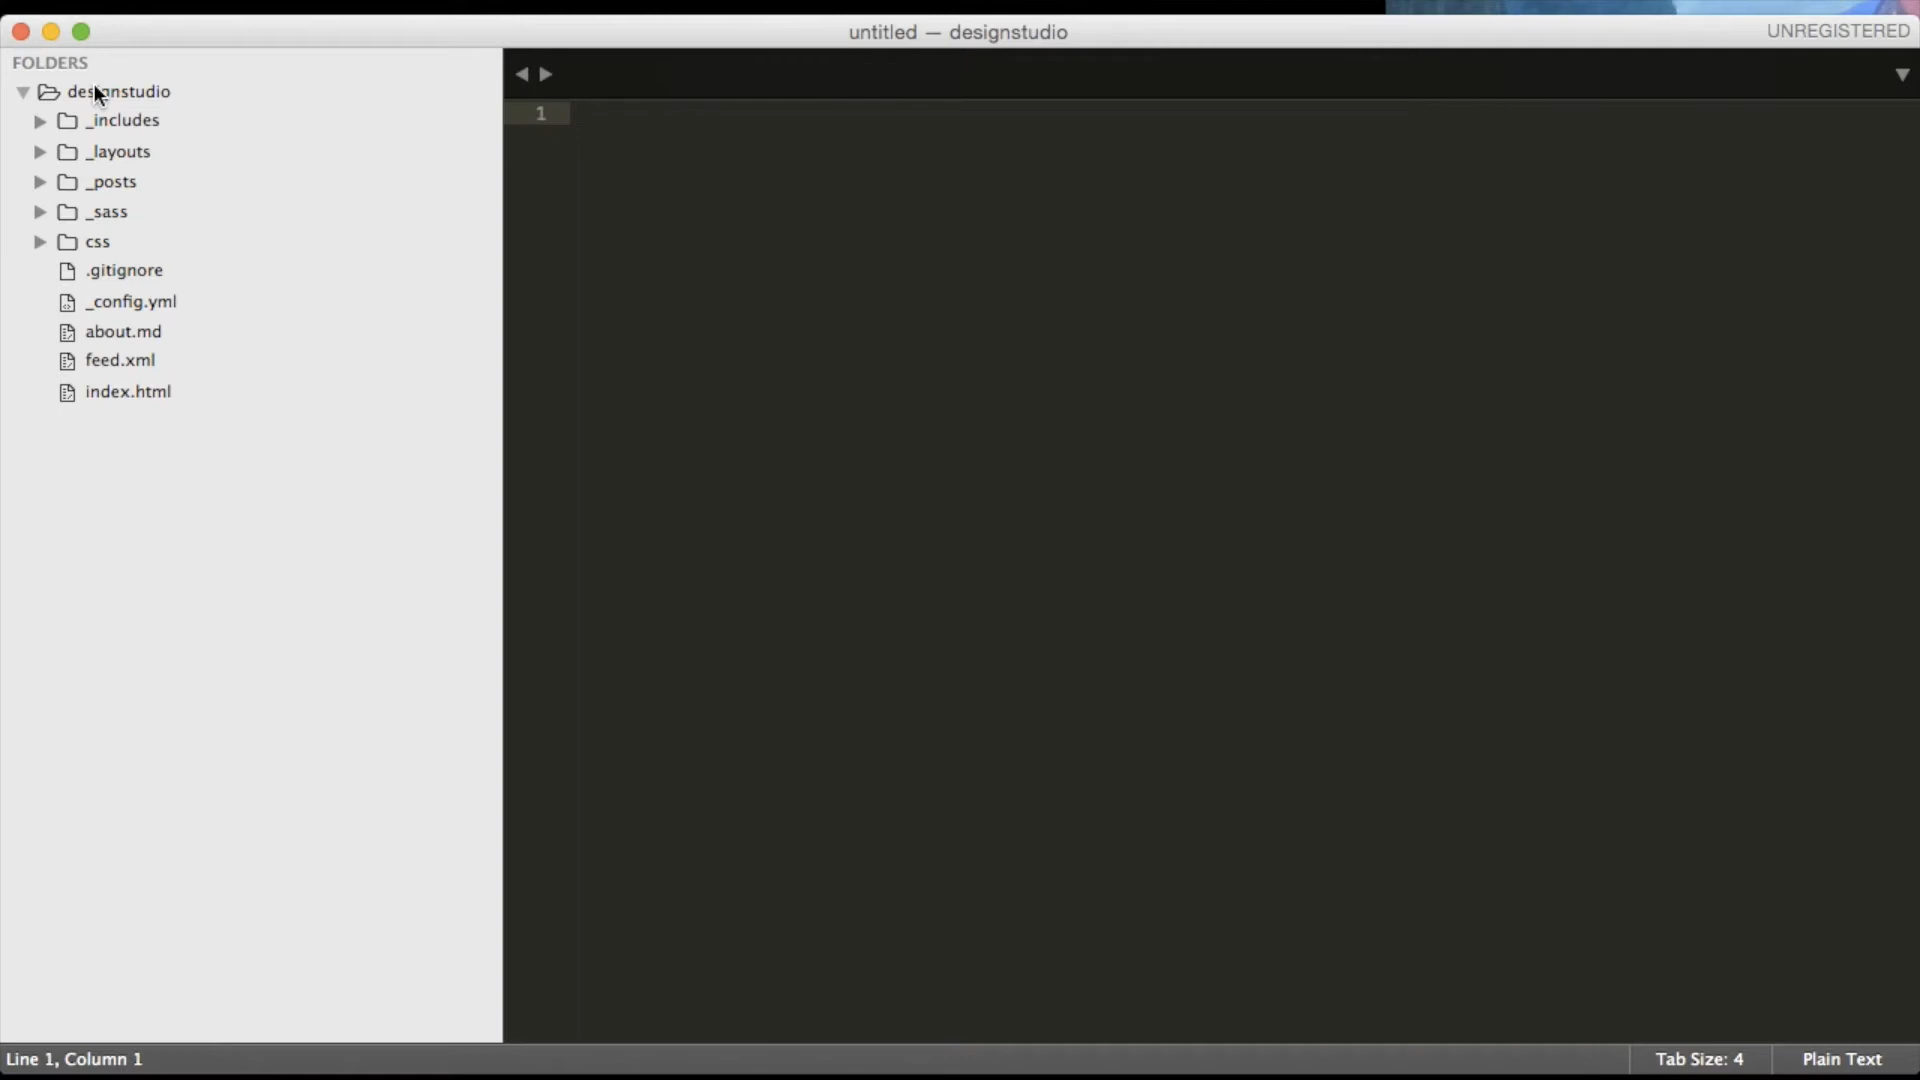 untitled — designstudio
UNREGISTERED
FOLDERS
designstudio
_includes
_layouts
_posts
_sass
css
.gitignore
_config.yml
about.md
feed.xml
index.html
1
Line 1, Column 1
Tab Size: 4
Plain Text